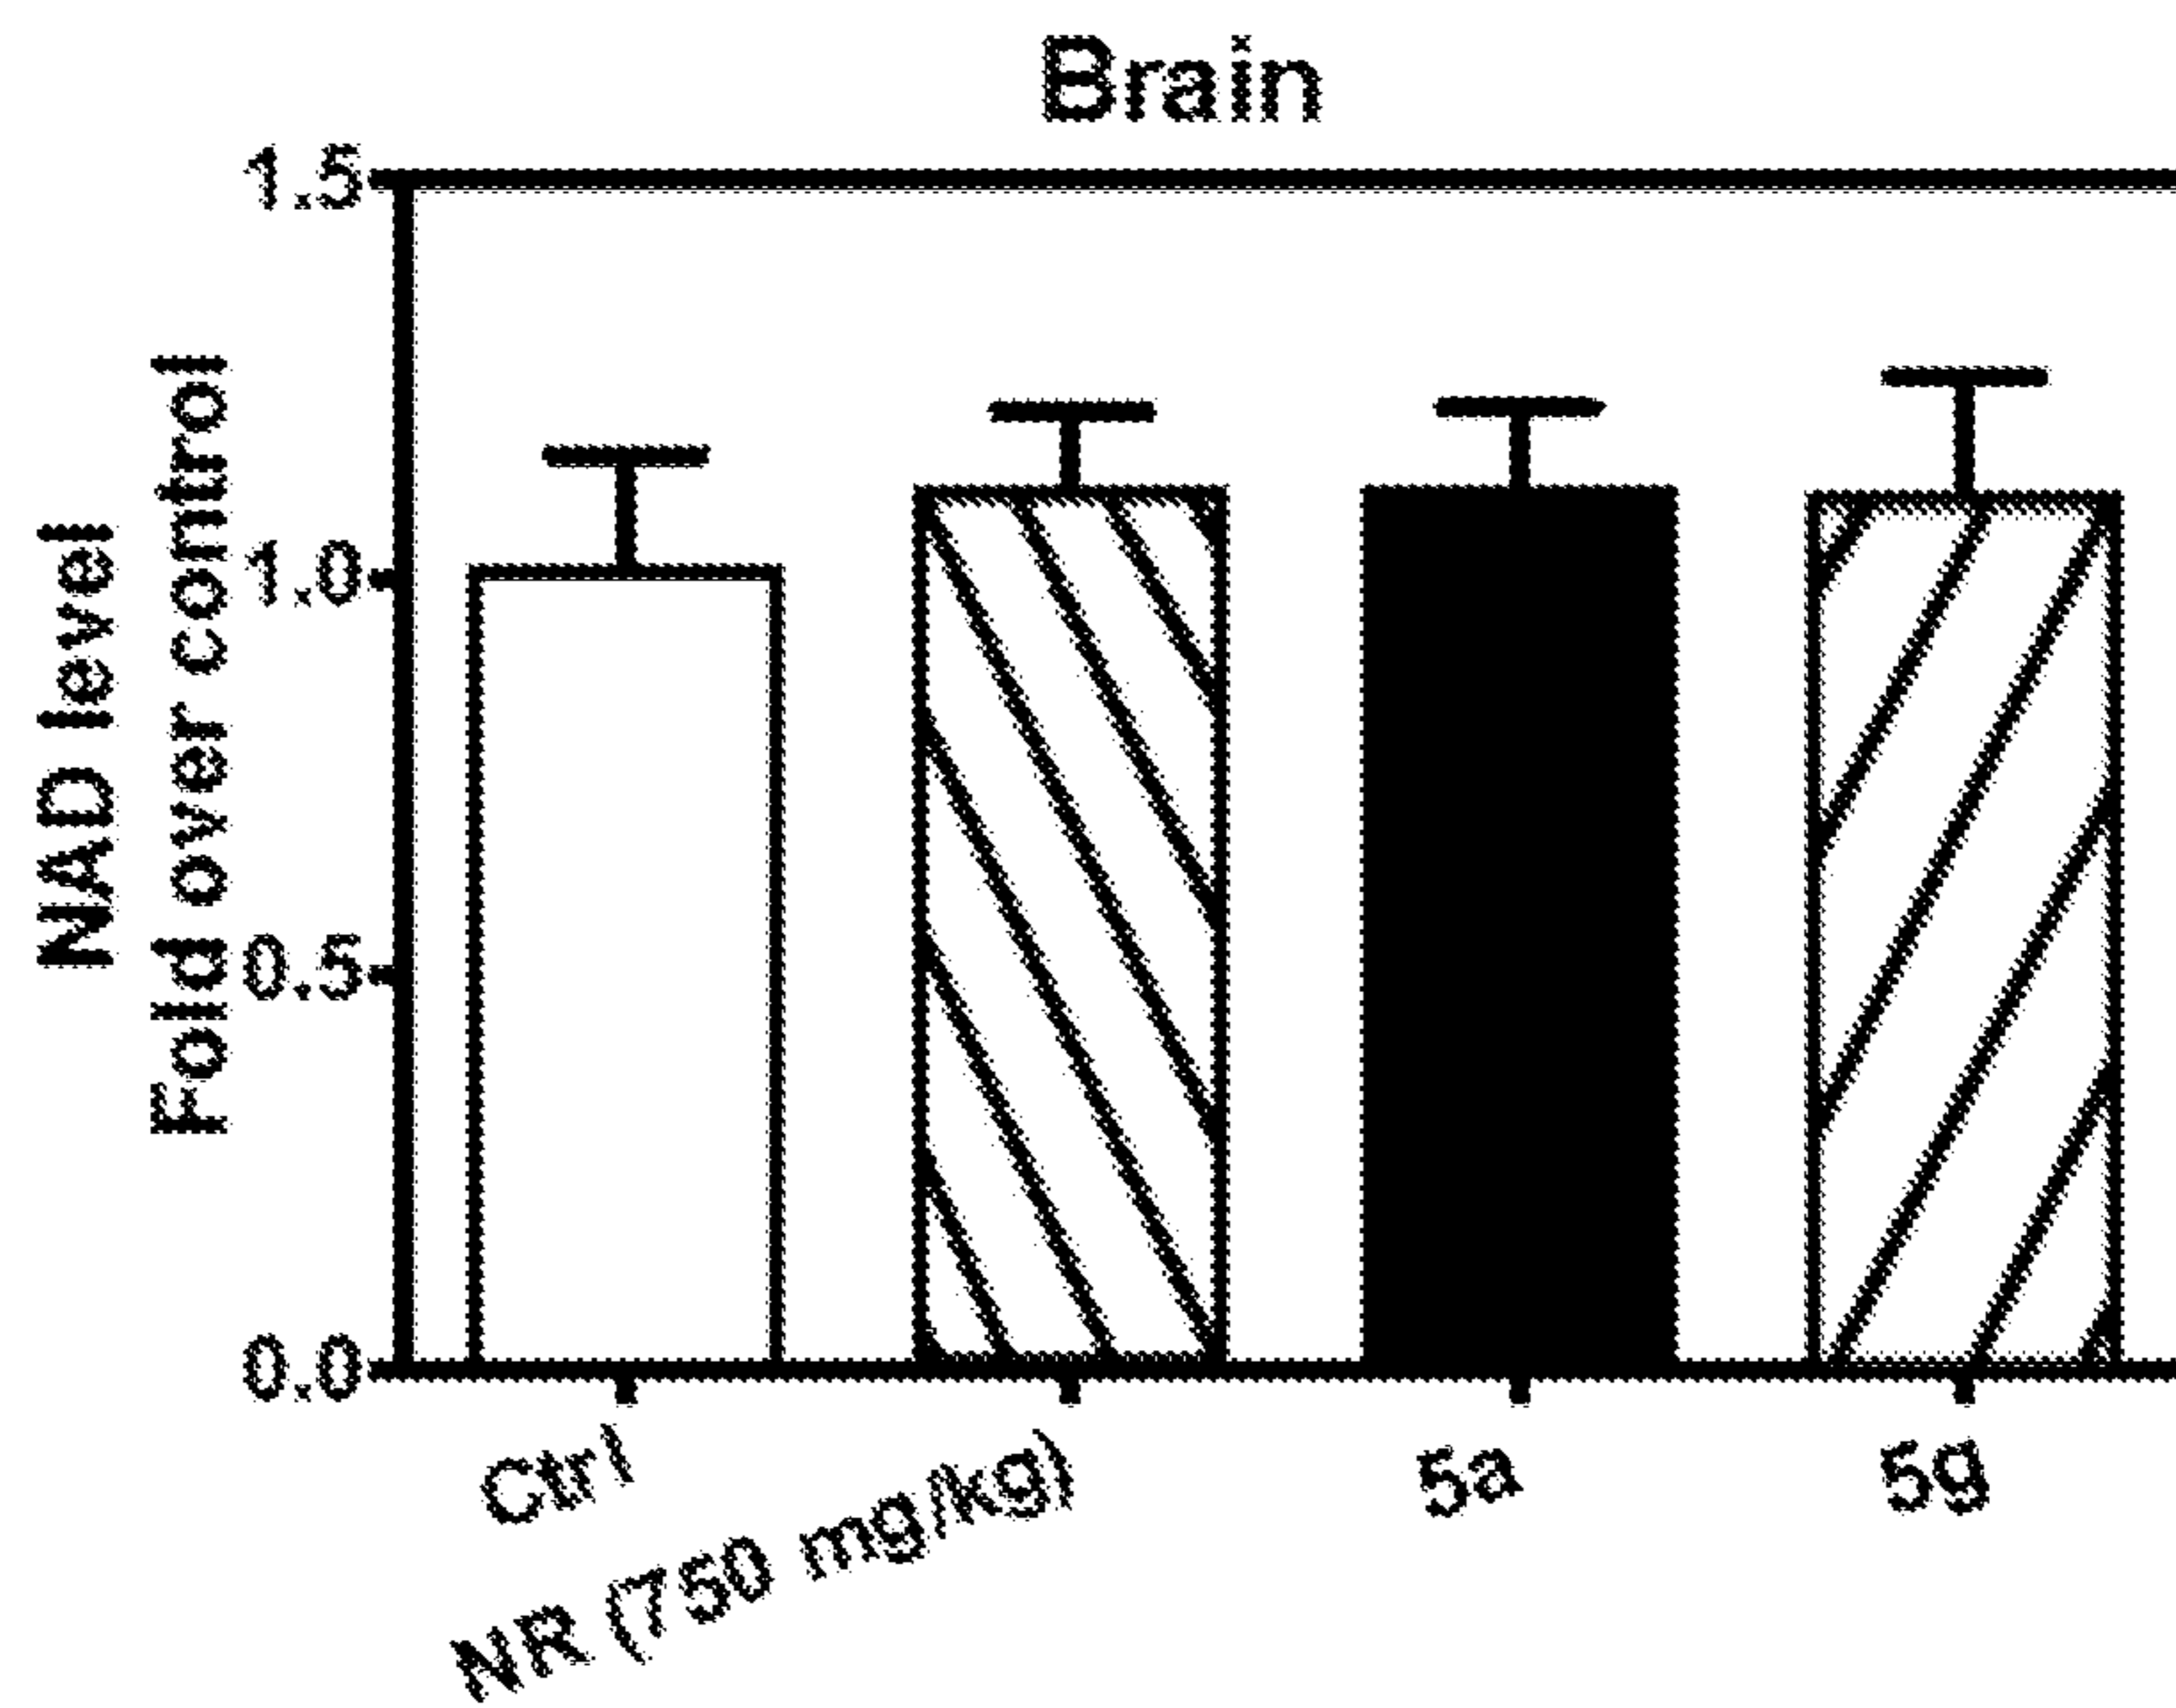 Brain
NAD level
Fold over control
1.5
1.0
0.5
0.0
Ctrl
NR (750 mg/kg)
5a
5g